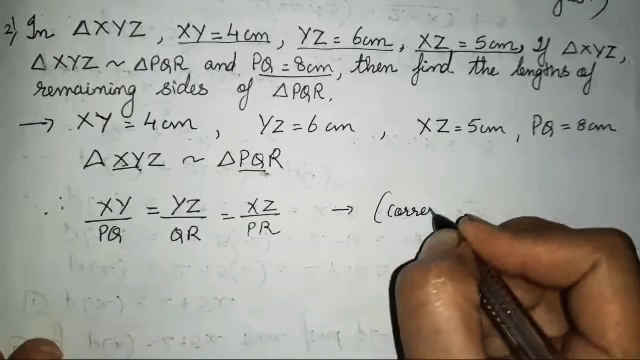 2) In ΔXYZ, XY = 4cm, YZ = 6cm, XZ = 5cm, If ΔXYZ,
ΔXYZ ~ ΔPQR and PQ = 8cm, then find the lengths of
remaining sides of ΔPQR.
→ XY = 4cm, YZ = 6cm, XZ = 5cm, PQ = 8cm
ΔXYZ ~ ΔPQR
∴ XY/PQ = YZ/QR = XZ/PR → (corre